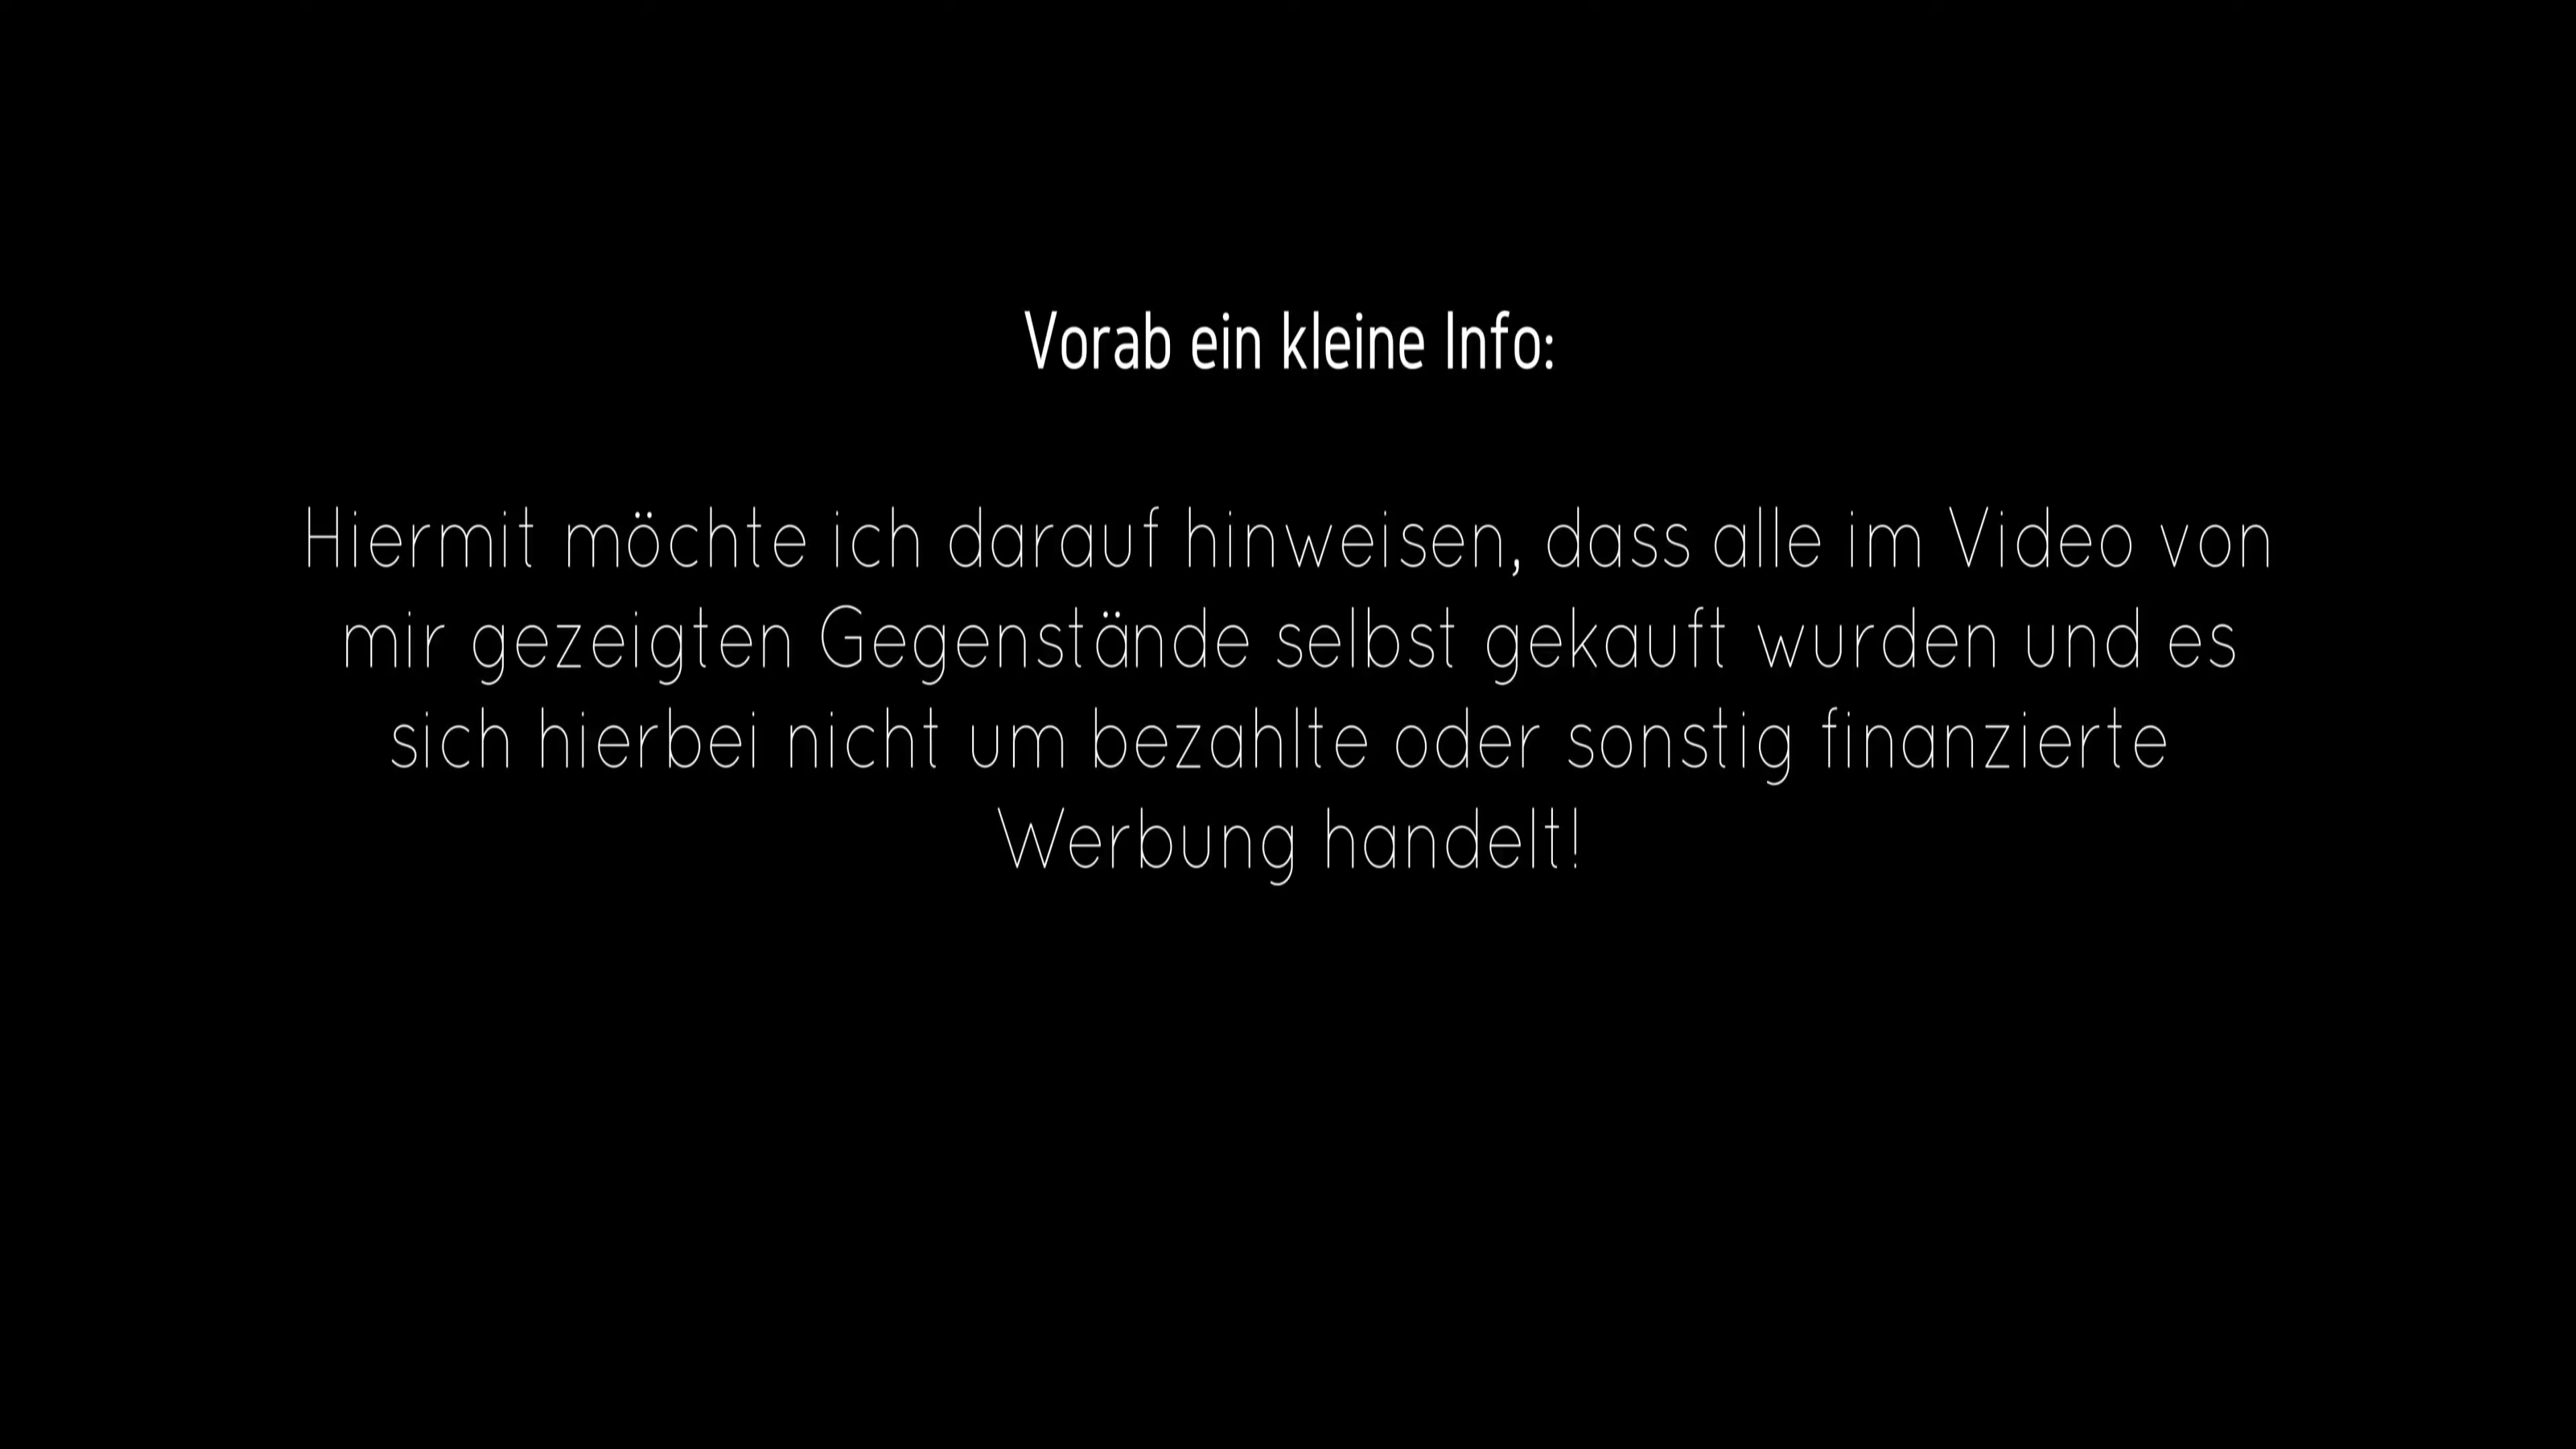 Vorab ein kleine Info:
Hiermit möchte ich darauf hinweisen, dass alle im Video von
mir gezeigten Gegenstände selbst gekauft wurden und es
sich hierbei nicht um bezahlte oder sonstig finanzierte
Werbung handelt!